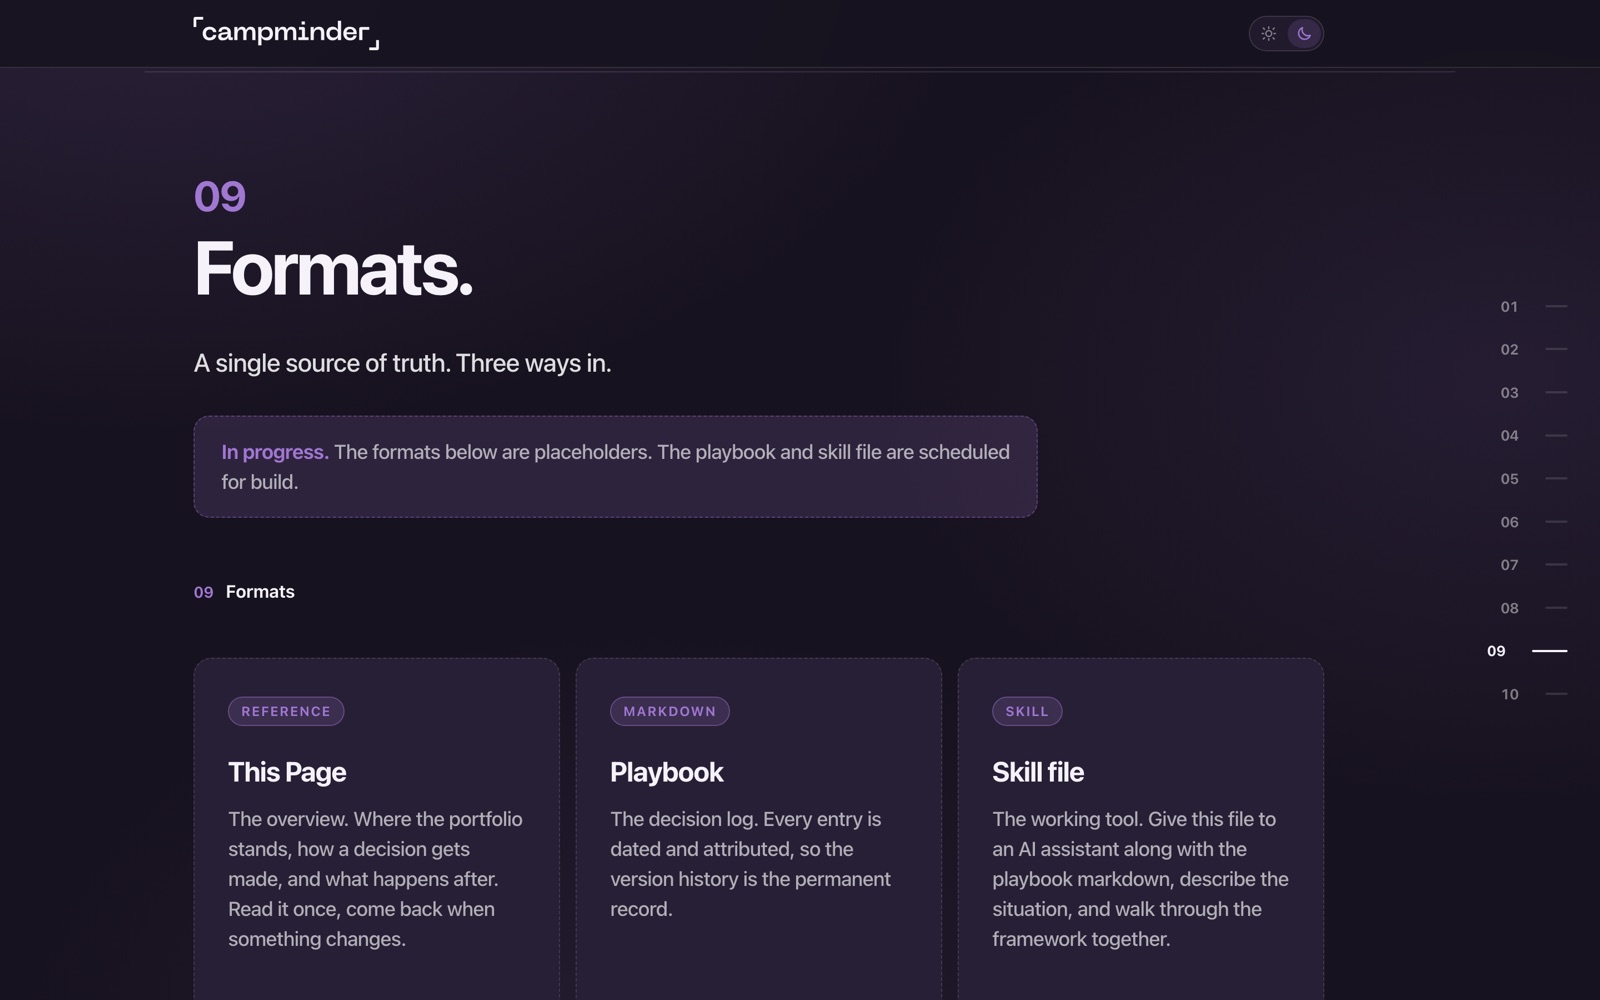 campminder
09
Formats.
A single source of truth. Three ways in.
In progress. The formats below are placeholders. The playbook and skill file are scheduled
for build.
09 Formats
REFERENCE
This Page
The overview. Where the portfolio
stands, how a decision gets
made, and what happens after.
Read it once, come back when
something changes.
MARKDOWN
Playbook
The decision log. Every entry is
dated and attributed, so the
version history is the permanent
record.
SKILL
Skill file
The working tool. Give this file to
an AI assistant along with the
playbook markdown, describe the
situation, and walk through the
framework together.
01
02
03
04
05
06
07
08
09
10